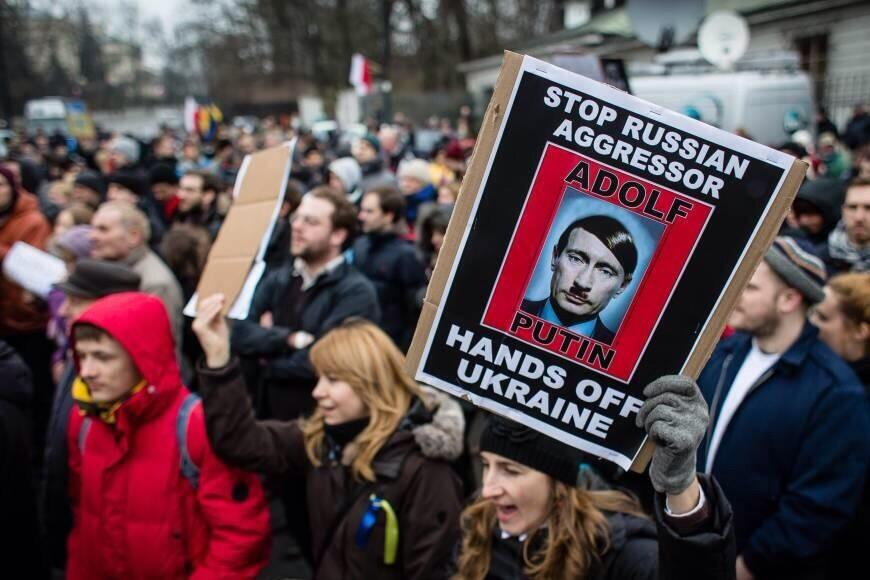 STOP RUSSIAN
AGGRESSOR
ADOLF
PUTIN
HANDS OFF
UKRAINE